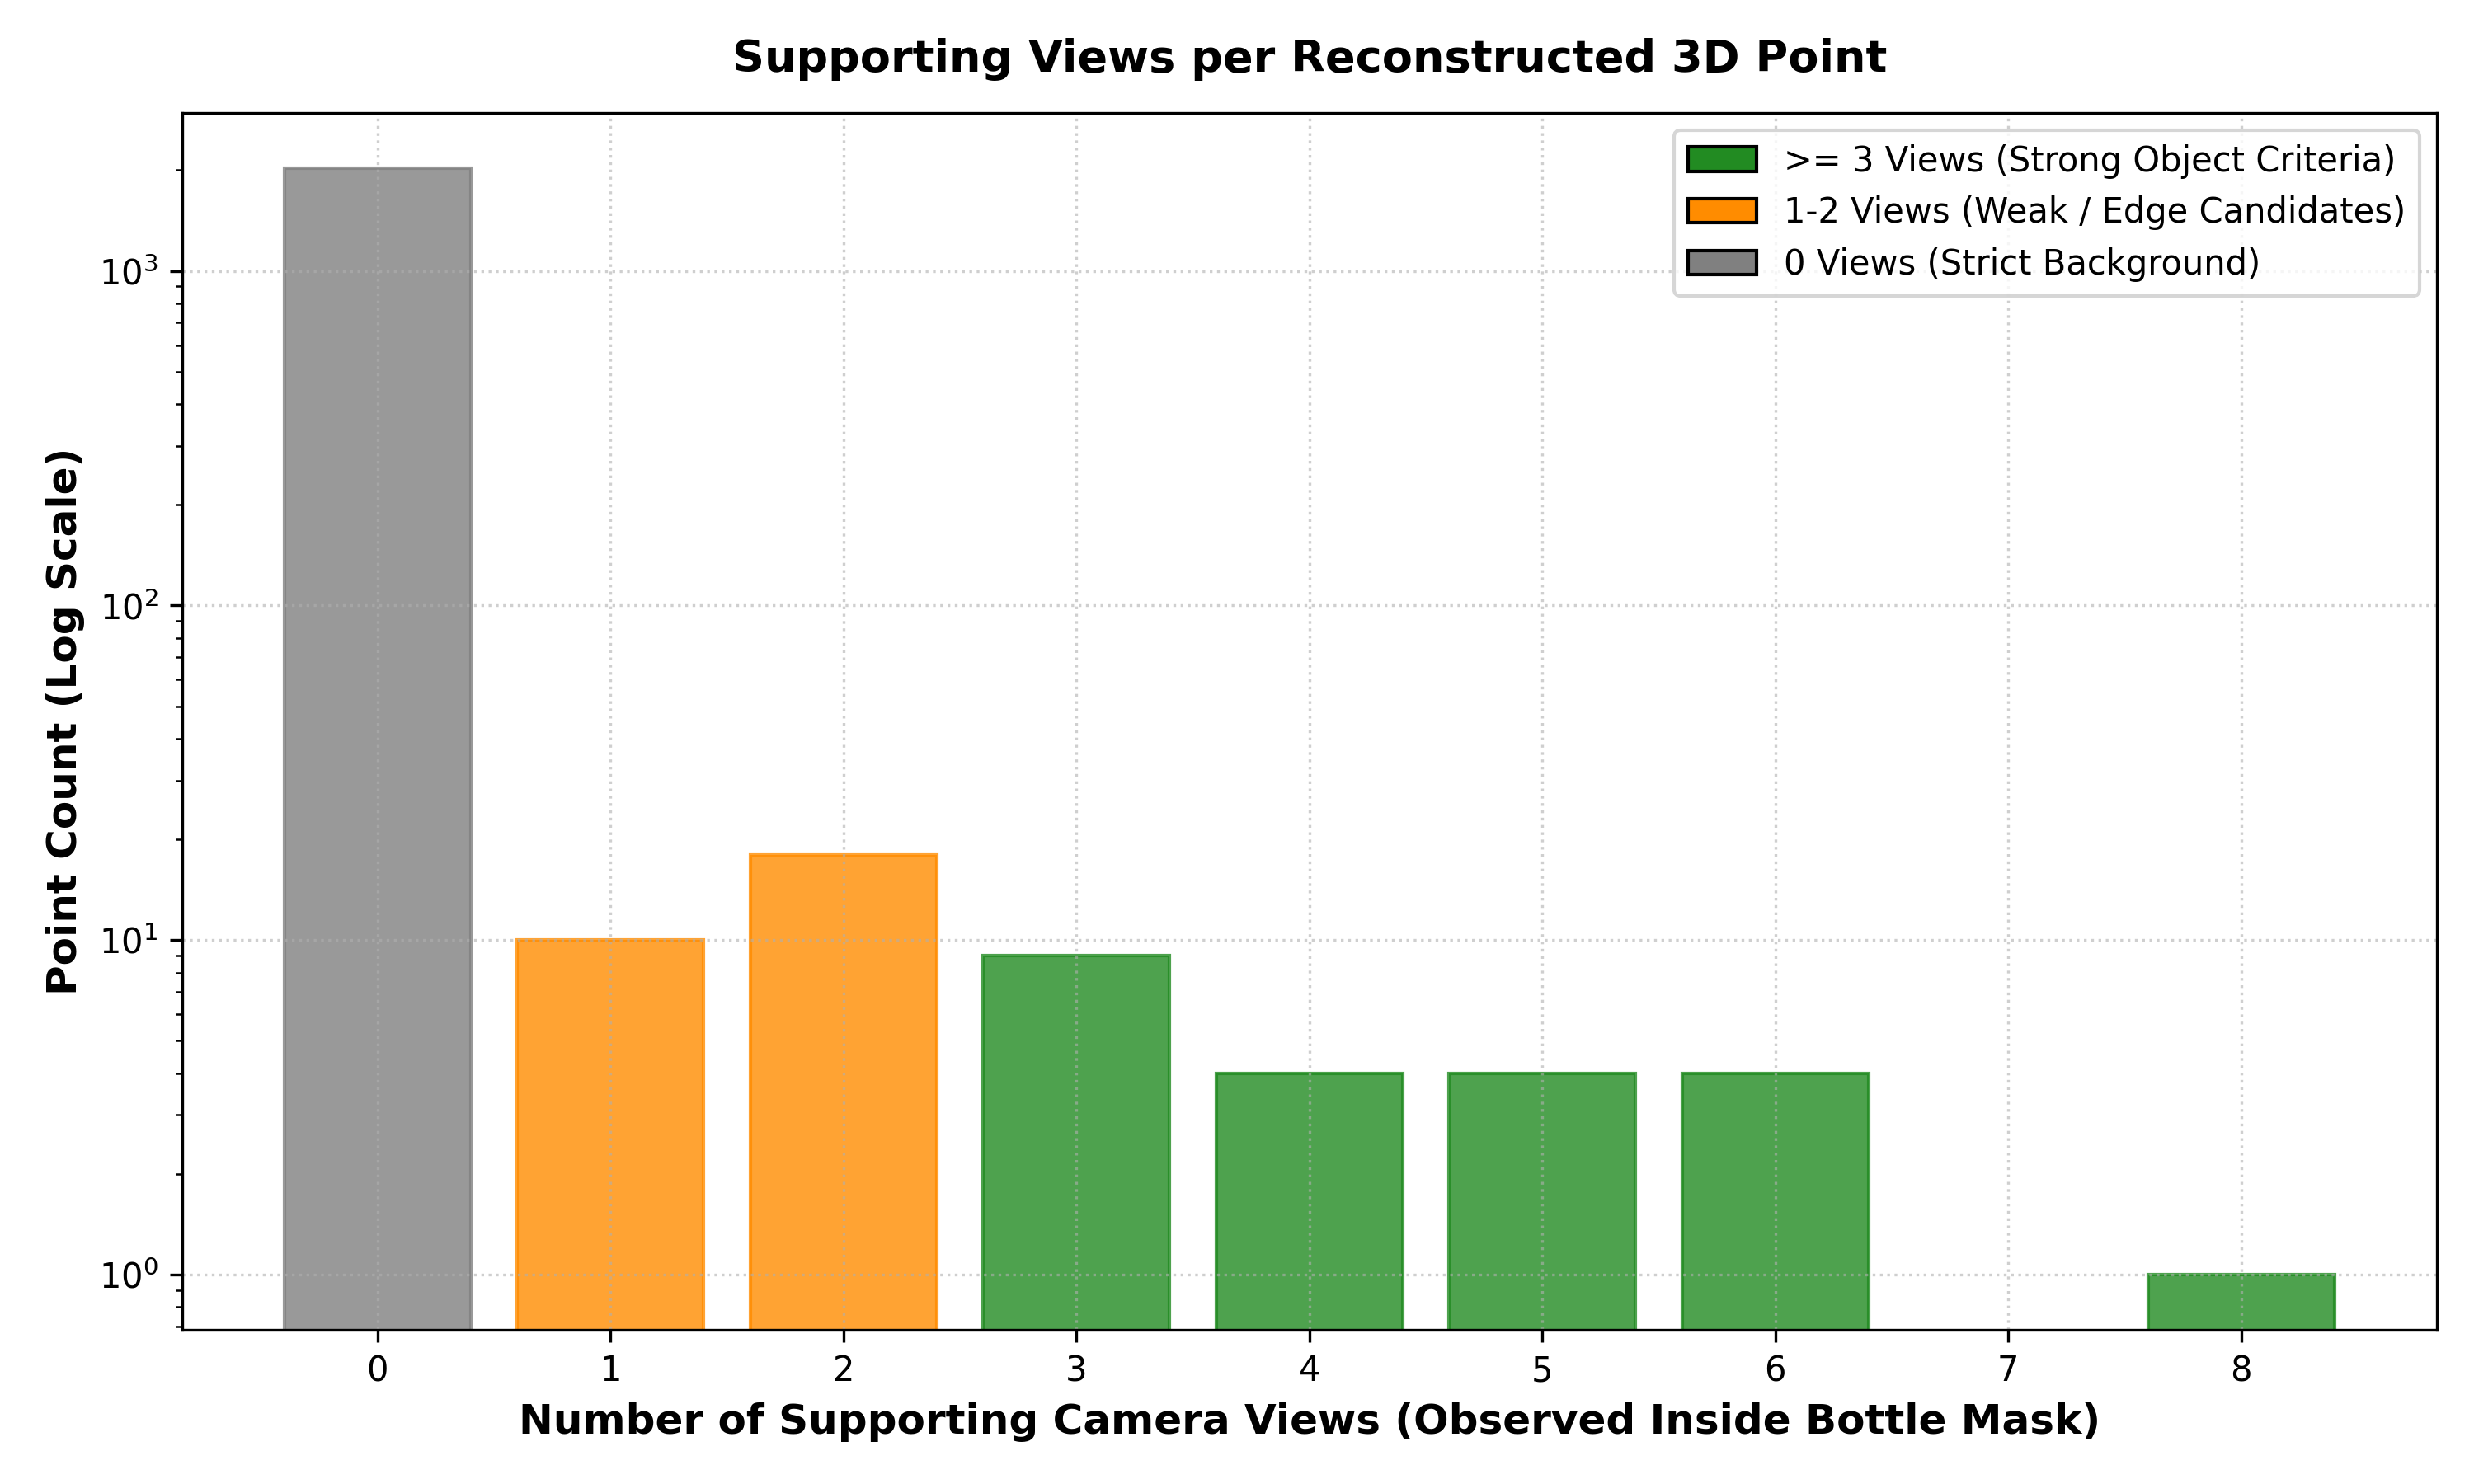 Supporting Views per Reconstructed 3D Point
>= 3 Views (Strong Object Criteria)
1-2 Views (Weak / Edge Candidates)
0 Views (Strict Background)
Point Count (Log Scale)
10³
10²
10¹
10⁰
0 1 2 3 4 5 6 7 8
Number of Supporting Camera Views (Observed Inside Bottle Mask)